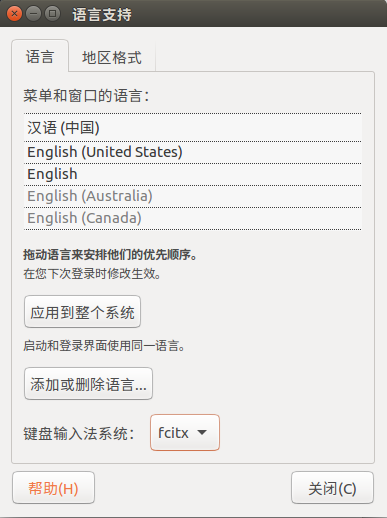 语言支持
语言 地区格式
菜单和窗口的语言：
汉语 (中国)
English (United States)
English
English (Australia)
English (Canada)
拖动语言来安排他们的优先顺序。
在您下次登录时修改生效。
应用到整个系统
启动和登录界面使用同一语言。
添加或删除语言...
键盘输入法系统： fcitx
帮助(H) 关闭(C)